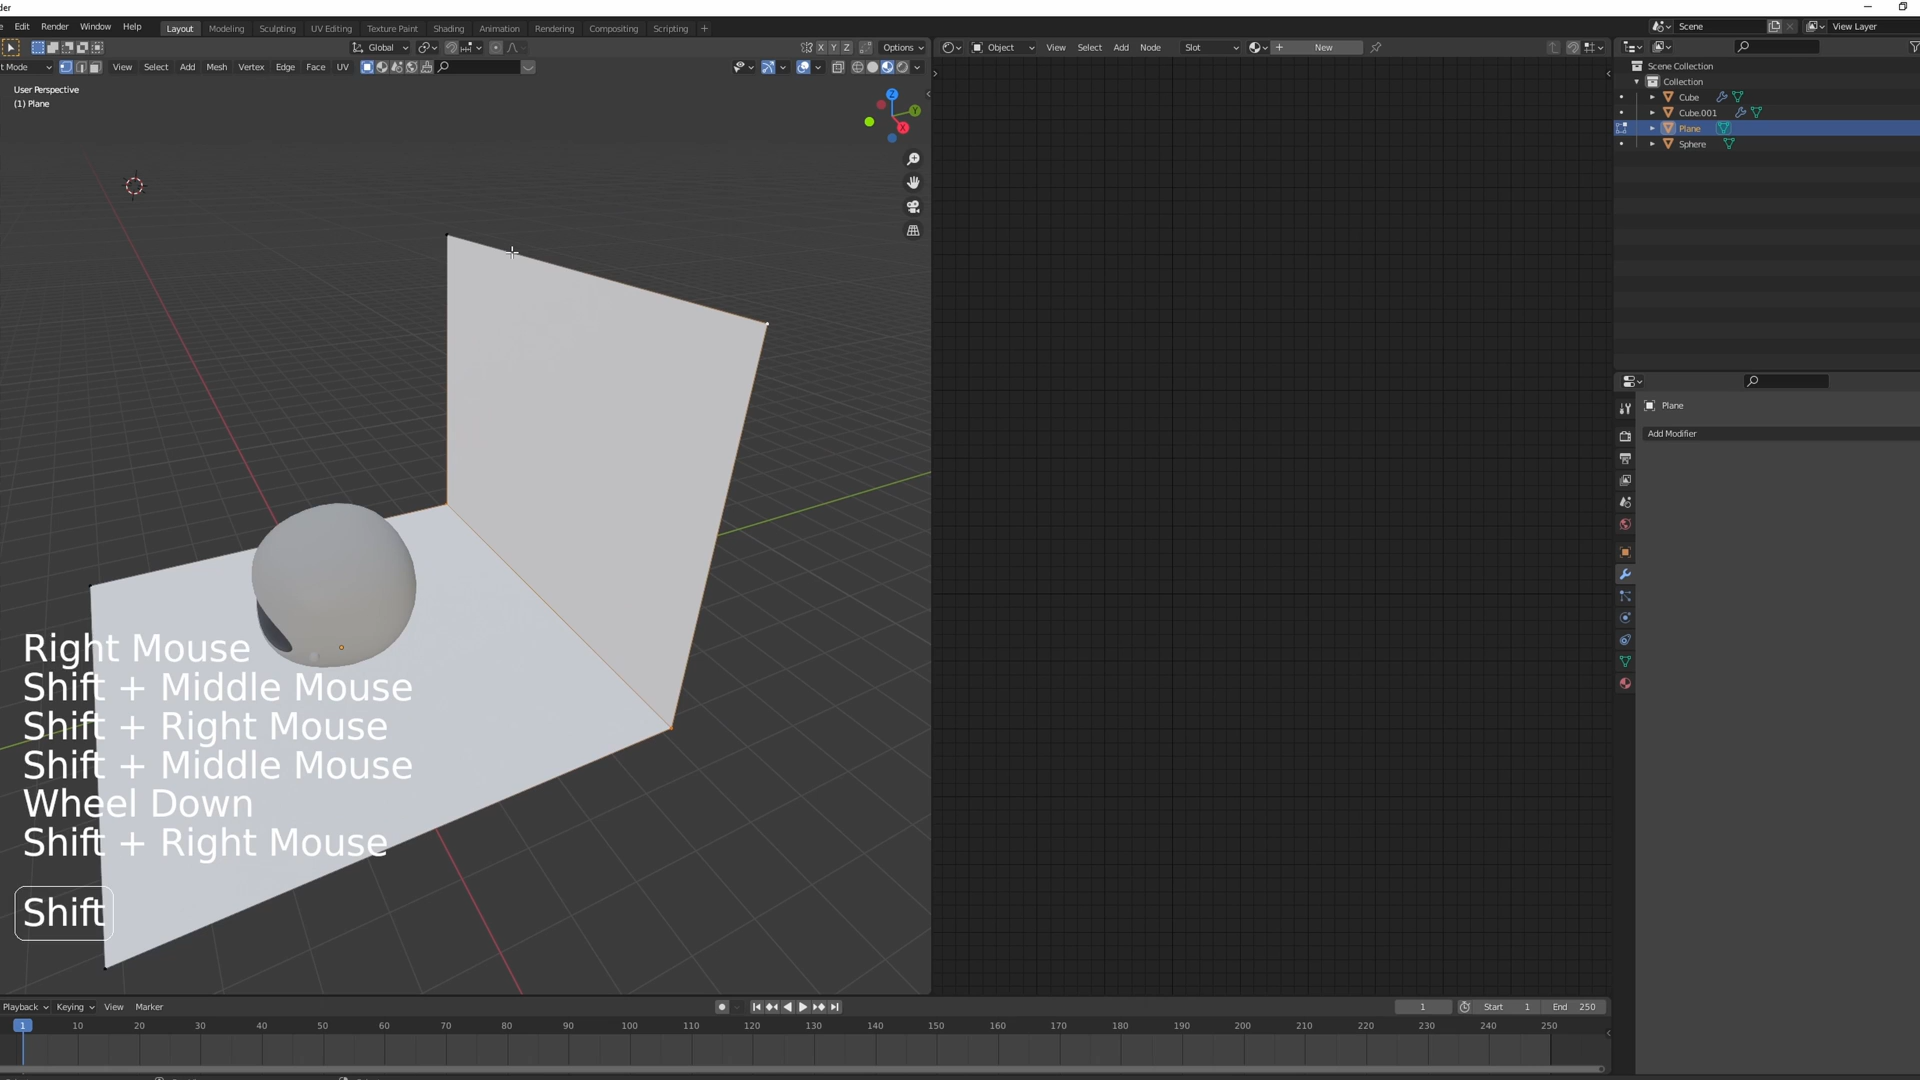 der
Edit Render Window Help Layout Modeling Sculpting UV Editing Texture Paint Shading Animation Rendering Compositing Scripting + Scene View Layer
Global X Y Z Options Object View Select Add Node Slot New
t Mode View Select Add Mesh Vertex Edge Face UV
User Perspective
(1) Plane
Z
Y
X
Scene Collection
Collection
Cube
Cube.001
Plane
Sphere
Plane
Add Modifier
Right Mouse
Shift + Middle Mouse
Shift + Right Mouse
Shift + Middle Mouse
Wheel Down
Shift + Right Mouse
Shift
Playback Keying View Marker 1 Start 1 End 250
1 10 20 30 40 50 60 70 80 90 100 110 120 130 140 150 160 170 180 190 200 210 220 230 240 250